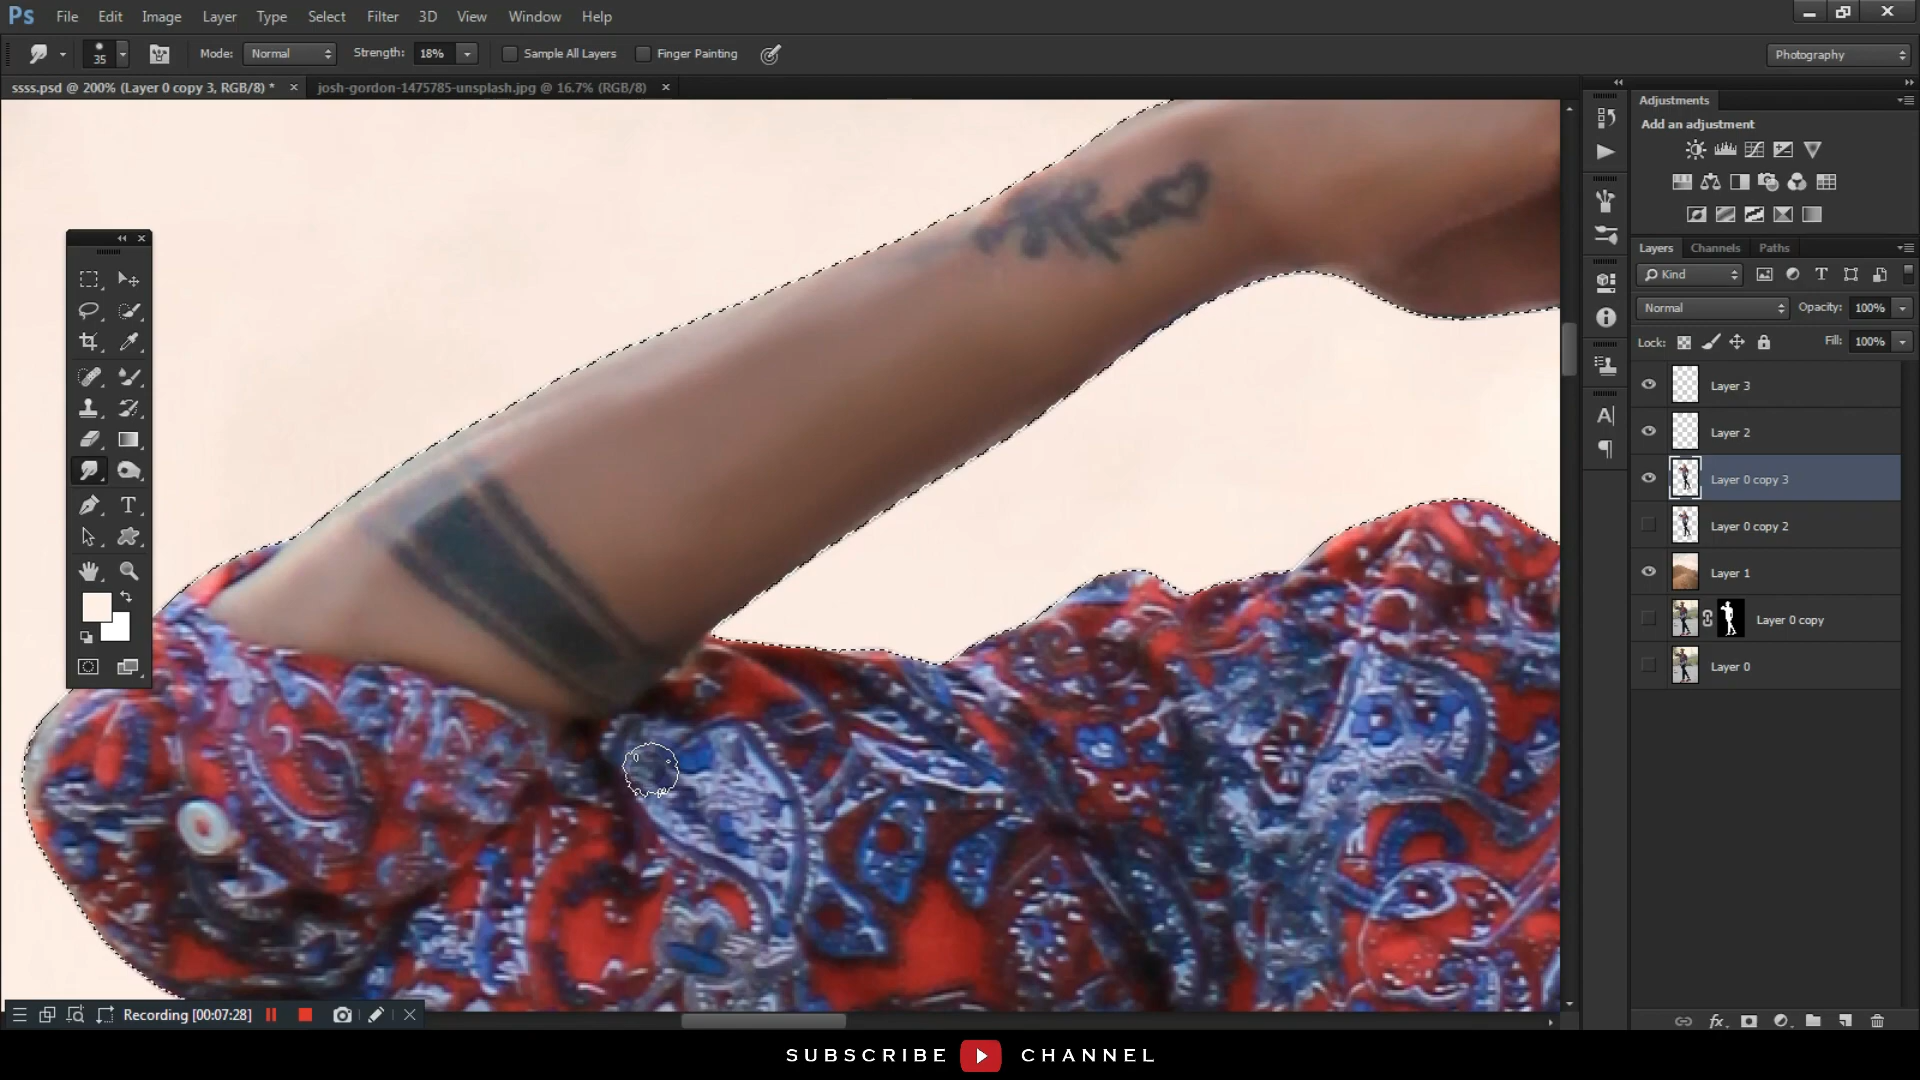 Ps File Edit Image Layer Type Select Filter 3D View Window Help
35 Mode: Normal Strength: 18% Sample All Layers Finger Painting Photography
ssss.psd @ 200% (Layer 0 copy 3, RGB/8) * × josh-gordon-1475785-unsplash.jpg @ 16.7% (RGB/8) ×
Adjustments
Add an adjustment
Layers Channels Paths
Kind
Normal Opacity: 100%
Lock: Fill: 100%
Layer 3
Layer 2
Layer 0 copy 3
Layer 0 copy 2
Layer 1
Layer 0 copy
Layer 0
Recording [00:07:28]
SUBSCRIBE CHANNEL